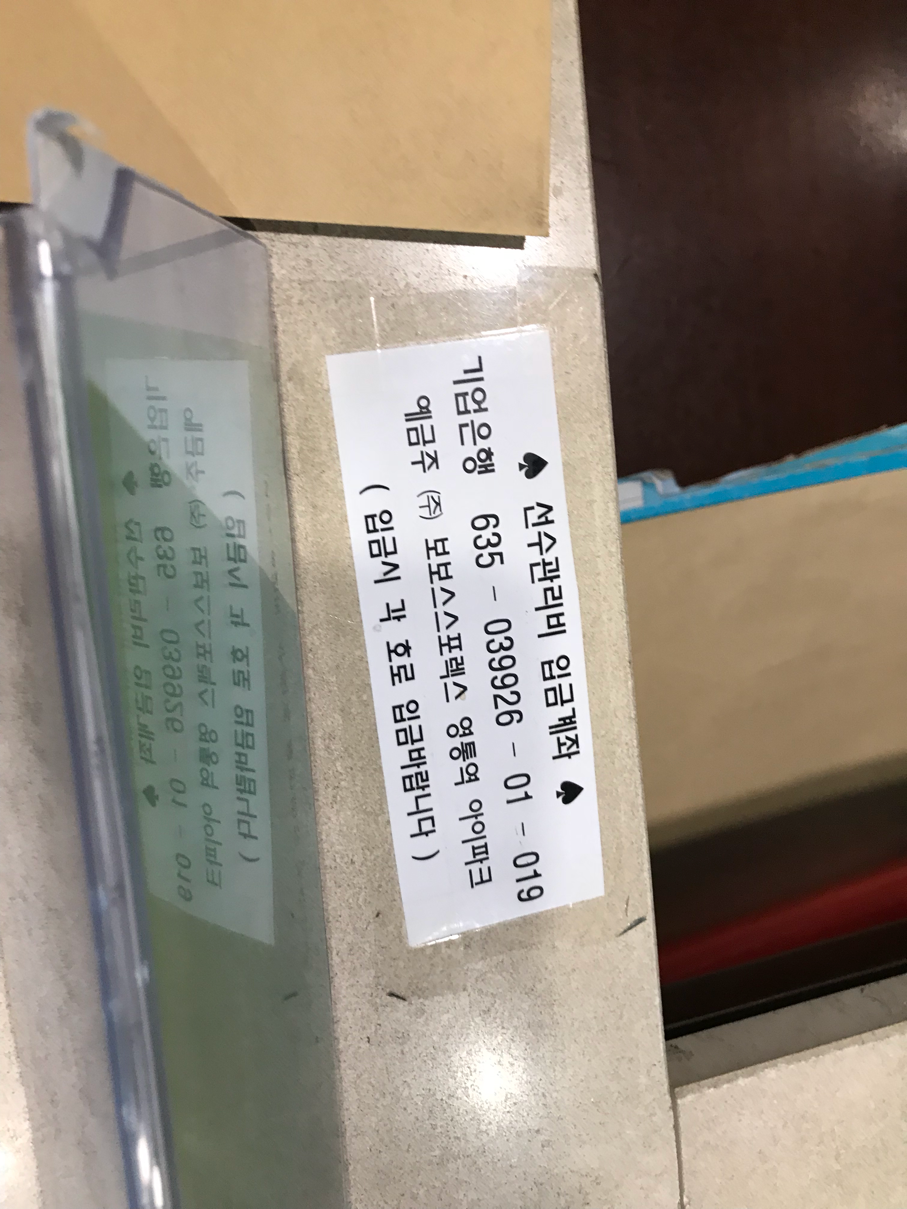 ♠ 선수관리비 입금계좌 ♠
기업은행 635 - 039926 - 01 - 019
예금주 ㈜ 보보스스포렉스 영통역 아이파크
( 입금시 각 호로 입금바랍니다 )